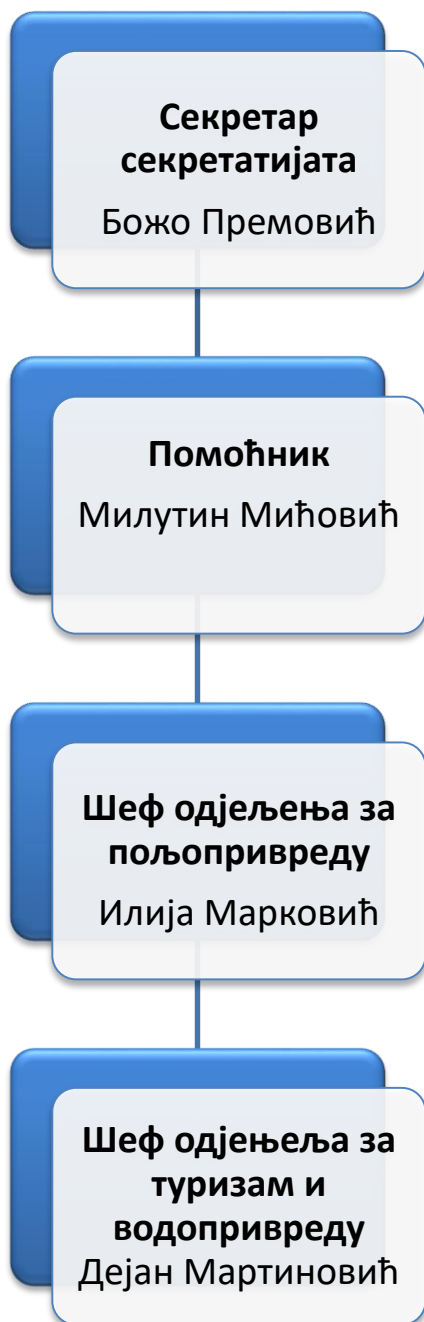 Секретар
секретатијата
Божо Премовић
Помоћник
Милутин Мићовић
Шеф одјељења за
пољопривреду
Илија Марковић
Шеф одјењеља за
туризам и
водопривреду
Дејан Мартиновић